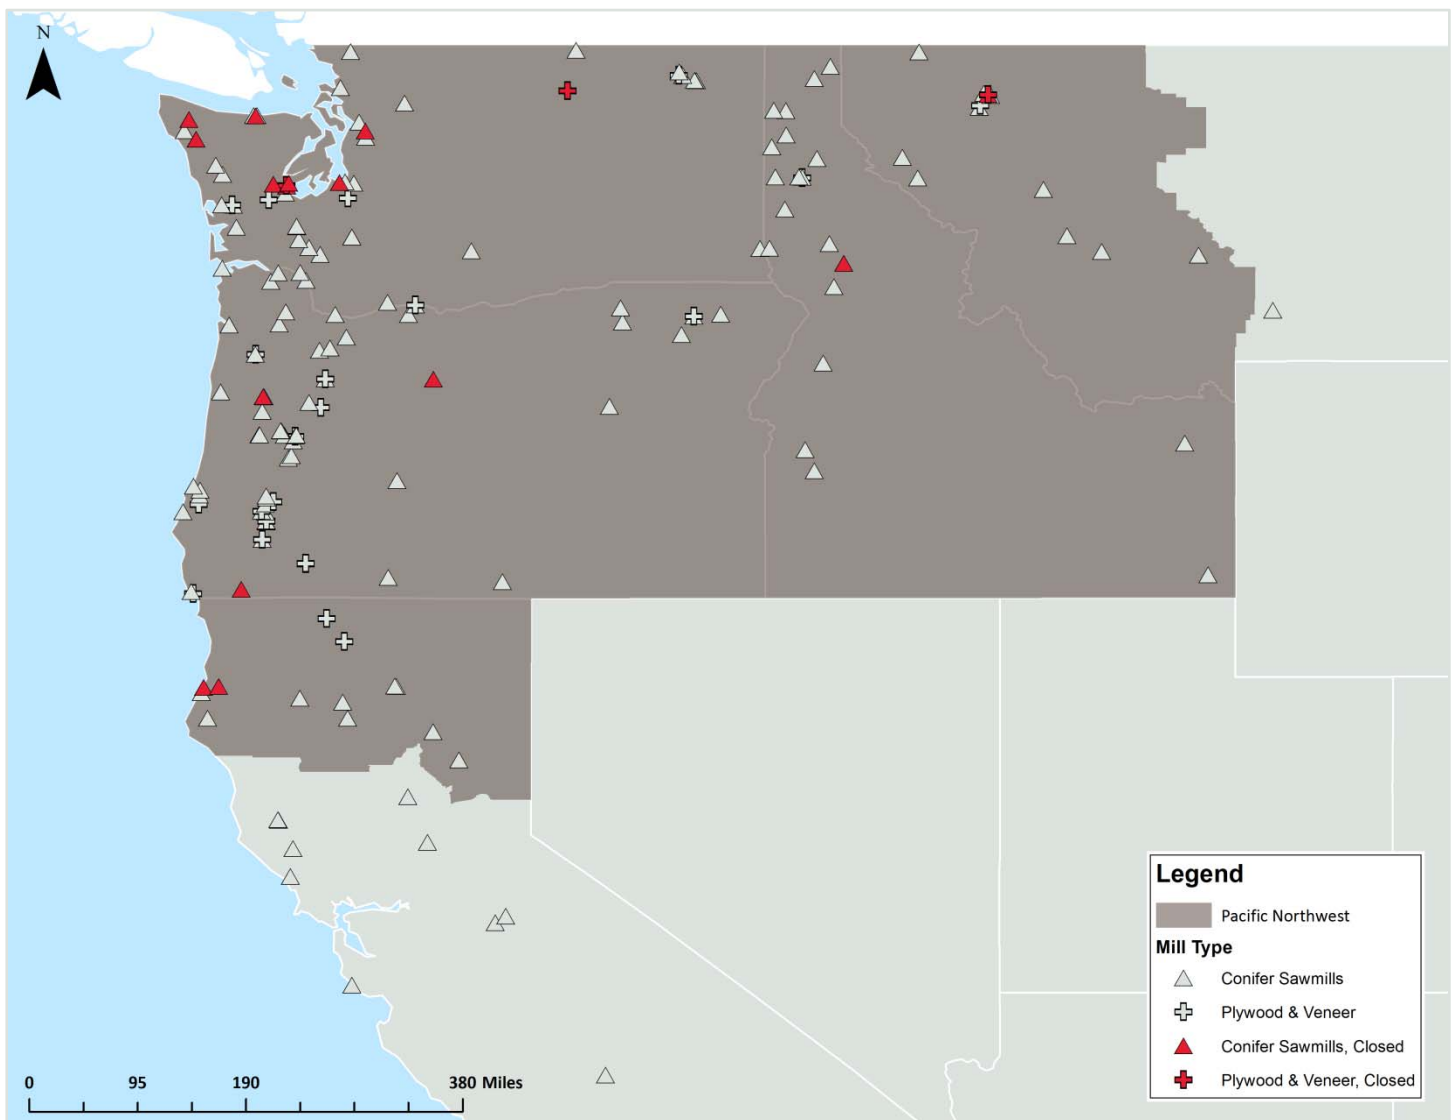 N
Legend
Pacific Northwest
Mill Type
Conifer Sawmills
Plywood & Veneer
Conifer Sawmills, Closed
Plywood & Veneer, Closed
0 95 190 380 Miles